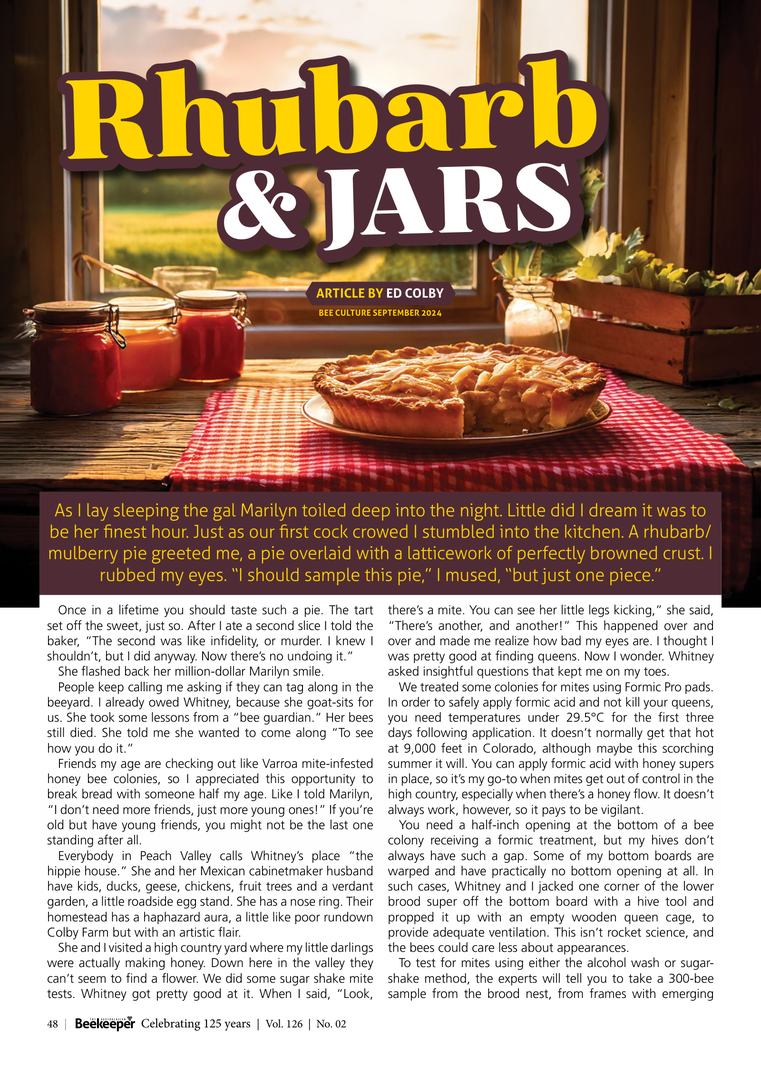 Rhubarb
& JARS
ARTICLE BY ED COLBY
BEE CULTURE SEPTEMBER 2024
As I lay sleeping the gal Marilyn toiled deep into the night. Little did I dream it was to
be her finest hour. Just as our first cock crowed I stumbled into the kitchen. A rhubarb/
mulberry pie greeted me, a pie overlaid with a latticework of perfectly browned crust. I
rubbed my eyes. “I should sample this pie,” I mused, “but just one piece.”
Once in a lifetime you should taste such a pie. The tart
set off the sweet, just so. After I ate a second slice I told the
baker, “The second was like infidelity, or murder. I knew I
shouldn’t, but I did anyway. Now there’s no undoing it.”
She flashed back her million-dollar Marilyn smile.
People keep calling me asking if they can tag along in the
beeyard. I already owed Whitney, because she goat-sits for
us. She took some lessons from a “bee guardian.” Her bees
still died. She told me she wanted to come along “To see
how you do it.”
Friends my age are checking out like Varroa mite-infested
honey bee colonies, so I appreciated this opportunity to
break bread with someone half my age. Like I told Marilyn,
“I don’t need more friends, just more young ones!” If you’re
old but have young friends, you might not be the last one
standing after all.
Everybody in Peach Valley calls Whitney’s place “the
hippie house.” She and her Mexican cabinetmaker husband
have kids, ducks, geese, chickens, fruit trees and a verdant
garden, a little roadside egg stand. She has a nose ring. Their
homestead has a haphazard aura, a little like poor rundown
Colby Farm but with an artistic flair.
She and I visited a high country yard where my little darlings
were actually making honey. Down here in the valley they
can’t seem to find a flower. We did some sugar shake mite
tests. Whitney got pretty good at it. When I said, “Look,
there’s a mite. You can see her little legs kicking,” she said,
“There’s another, and another!” This happened over and
over and made me realize how bad my eyes are. I thought I
was pretty good at finding queens. Now I wonder. Whitney
asked insightful questions that kept me on my toes.
We treated some colonies for mites using Formic Pro pads.
In order to safely apply formic acid and not kill your queens,
you need temperatures under 29.5°C for the first three
days following application. It doesn’t normally get that hot
at 9,000 feet in Colorado, although maybe this scorching
summer it will. You can apply formic acid with honey supers
in place, so it’s my go-to when mites get out of control in the
high country, especially when there’s a honey flow. It doesn’t
always work, however, so it pays to be vigilant.
You need a half-inch opening at the bottom of a bee
colony receiving a formic treatment, but my hives don’t
always have such a gap. Some of my bottom boards are
warped and have practically no bottom opening at all. In
such cases, Whitney and I jacked one corner of the lower
brood super off the bottom board with a hive tool and
propped it up with an empty wooden queen cage, to
provide adequate ventilation. This isn’t rocket science, and
the bees could care less about appearances.
To test for mites using either the alcohol wash or sugar-
shake method, the experts will tell you to take a 300-bee
sample from the brood nest, from frames with emerging
48 | Beekeeper Celebrating 125 years | Vol. 126 | No. 02